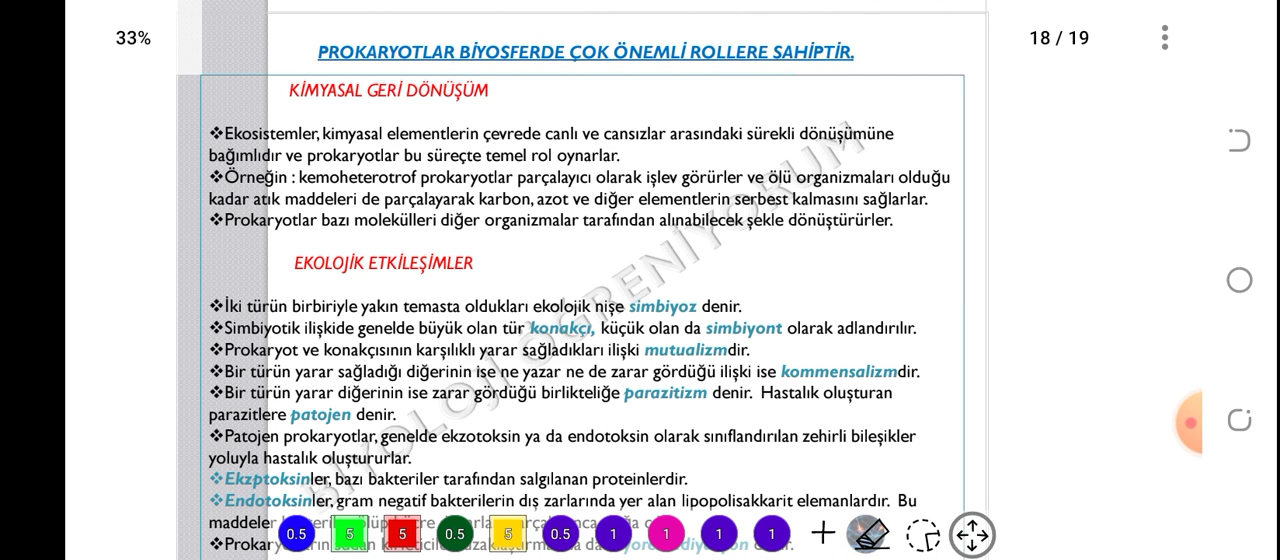 33%
18 / 19
PROKARYOTLAR BİYOSFERDE ÇOK ÖNEMLİ ROLLERE SAHİPTİR.
KİMYASAL GERİ DÖNÜŞÜM
❖Ekosistemler, kimyasal elementlerin çevrede canlı ve cansızlar arasındaki sürekli dönüşümüne
bağımlıdır ve prokaryotlar bu süreçte temel rol oynarlar.
❖Örneğin : kemoheterotrof prokaryotlar parçalayıcı olarak işlev görürler ve ölü organizmaları olduğu
kadar atık maddeleri de parçalayarak karbon, azot ve diğer elementlerin serbest kalmasını sağlarlar.
❖Prokaryotlar bazı molekülleri diğer organizmalar tarafından alınabilecek şekle dönüştürürler.
EKOLOJİK ETKİLEŞİMLER
❖İki türün birbiriyle yakın temasta oldukları ekolojik nişe simbiyoz denir.
❖Simbiyotik ilişkide genelde büyük olan tür konakçı, küçük olan da simbiyont olarak adlandırılır.
❖Prokaryot ve konakçısının karşılıklı yarar sağladıkları ilişki mutualizmdir.
❖Bir türün yarar sağladığı diğerinin ise ne yazar ne de zarar gördüğü ilişki ise kommensalizmdir.
❖Bir türün yarar diğerinin ise zarar gördüğü birlikteliğe parazitizm denir. Hastalık oluşturan
parazitlere patojen denir.
❖Patojen prokaryotlar, genelde ekzotoksin ya da endotoksin olarak sınıflandırılan zehirli bileşikler
yoluyla hastalık oluştururlar.
❖Ekzptoksinler, bazı bakteriler tarafından salgılanan proteinlerdir.
❖Endotoksinler, gram negatif bakterilerin dış zarlarında yer alan lipopolisakkarit elemanlardır. Bu
maddeler
BİYOLOJİ ÖĞRENİYORUM
0.5 5 5 0.5 5 0.5 1 1 1 1